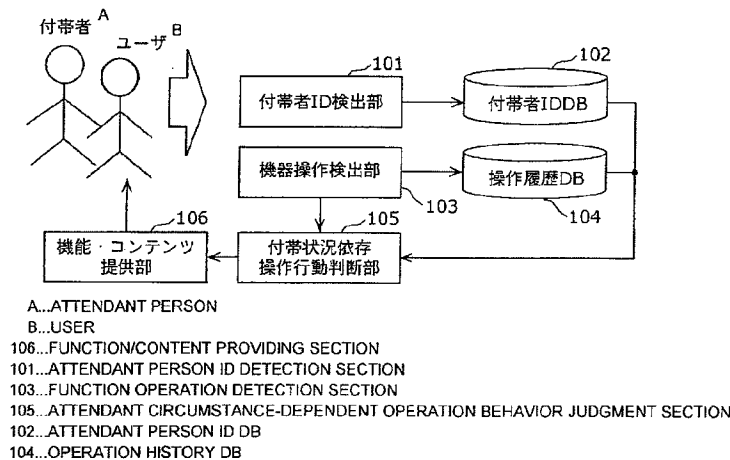 付帯者 A
ユーザ B
101
付帯者ID検出部
102
付帯者IDDB
機器操作検出部
103
操作履歴DB
104
106
機能・コンテンツ
提供部
105
付帯状況依存
操作行動判断部
A...ATTENDANT PERSON
B...USER
106...FUNCTION/CONTENT PROVIDING SECTION
101...ATTENDANT PERSON ID DETECTION SECTION
103...FUNCTION OPERATION DETECTION SECTION
105...ATTENDANT CIRCUMSTANCE-DEPENDENT OPERATION BEHAVIOR JUDGMENT SECTION
102...ATTENDANT PERSON ID DB
104...OPERATION HISTORY DB